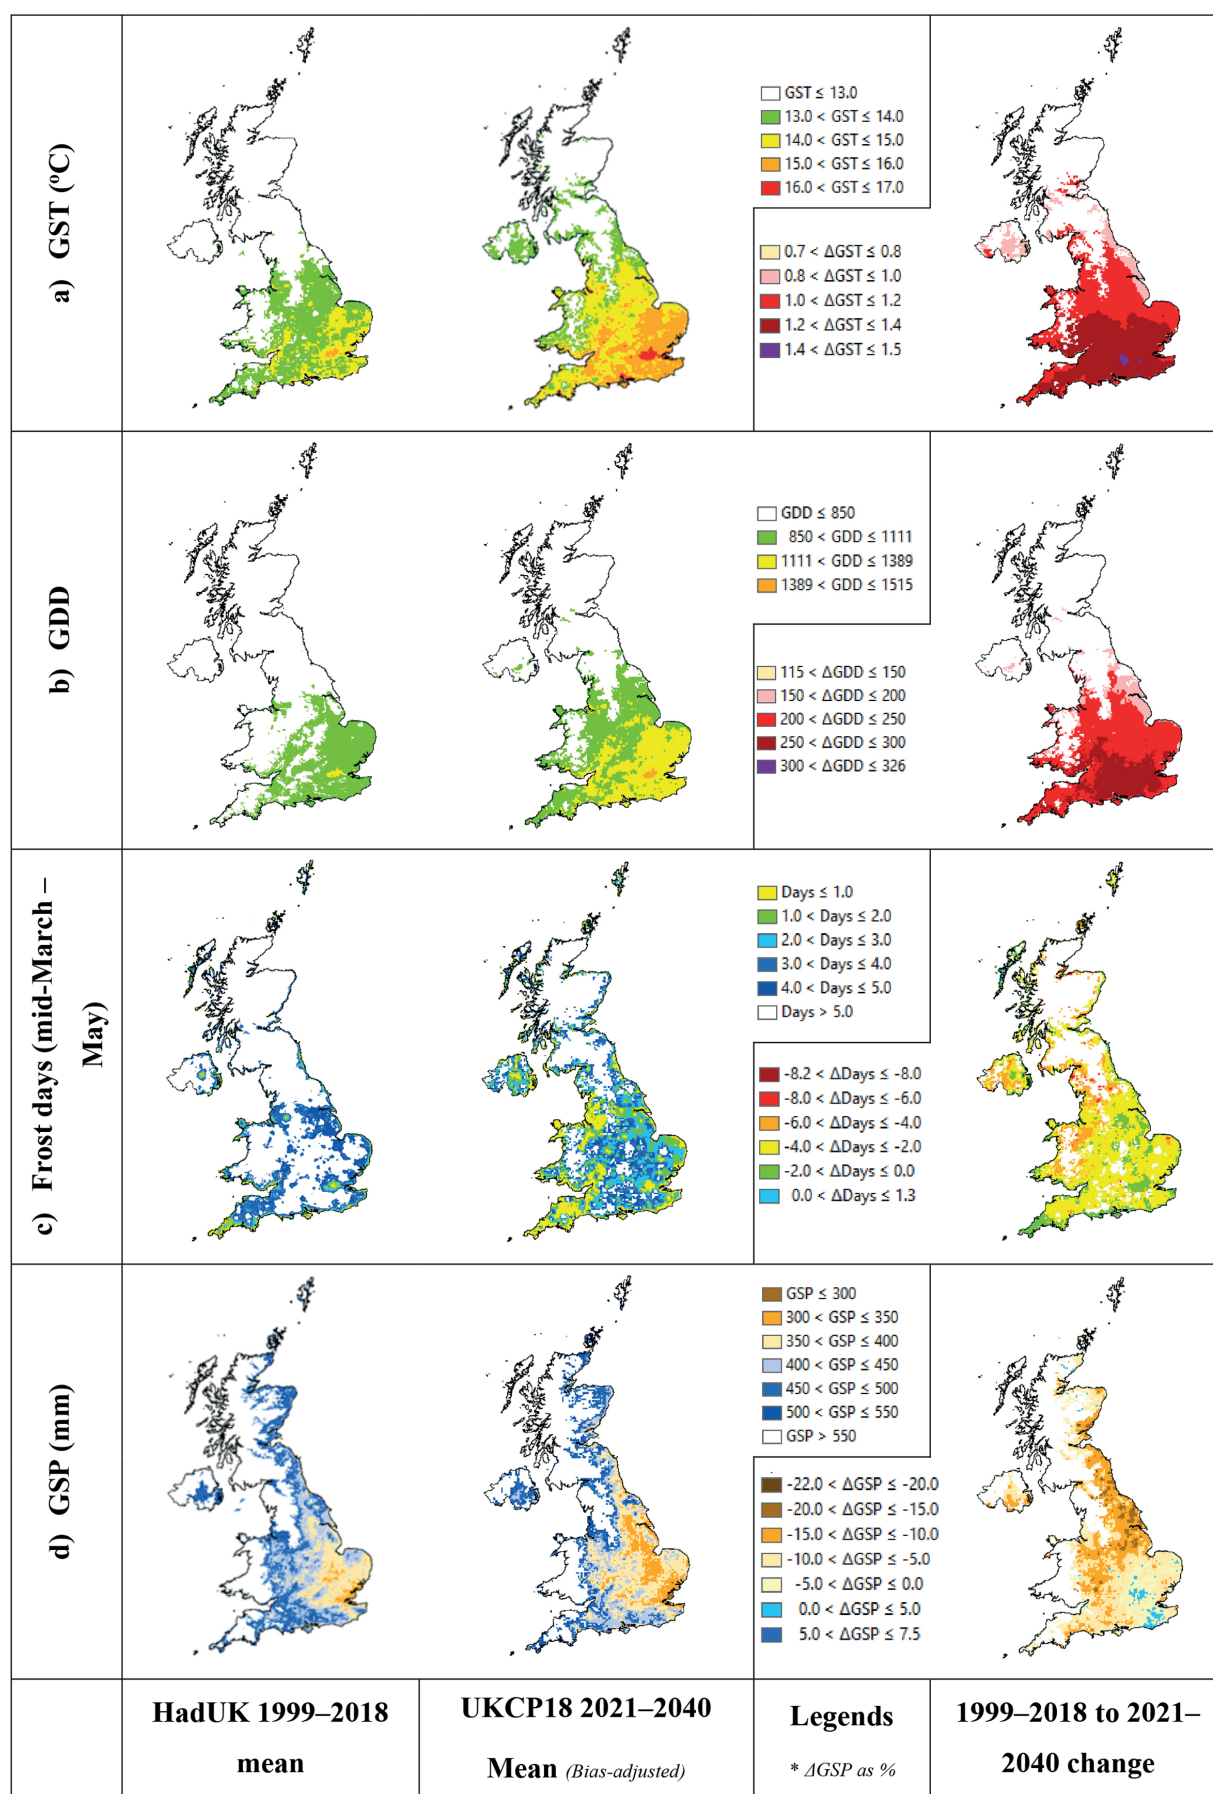 a) GST (ºC)
GST ≤ 13.0
13.0 < GST ≤ 14.0
14.0 < GST ≤ 15.0
15.0 < GST ≤ 16.0
16.0 < GST ≤ 17.0
0.7 < ΔGST ≤ 0.8
0.8 < ΔGST ≤ 1.0
1.0 < ΔGST ≤ 1.2
1.2 < ΔGST ≤ 1.4
1.4 < ΔGST ≤ 1.5
b) GDD
GDD ≤ 850
850 < GDD ≤ 1111
1111 < GDD ≤ 1389
1389 < GDD ≤ 1515
115 < ΔGDD ≤ 150
150 < ΔGDD ≤ 200
200 < ΔGDD ≤ 250
250 < ΔGDD ≤ 300
300 < ΔGDD ≤ 326
c) Frost days (mid-March –
May)
Days ≤ 1.0
1.0 < Days ≤ 2.0
2.0 < Days ≤ 3.0
3.0 < Days ≤ 4.0
4.0 < Days ≤ 5.0
Days > 5.0
-8.2 < ΔDays ≤ -8.0
-8.0 < ΔDays ≤ -6.0
-6.0 < ΔDays ≤ -4.0
-4.0 < ΔDays ≤ -2.0
-2.0 < ΔDays ≤ 0.0
0.0 < ΔDays ≤ 1.3
d) GSP (mm)
GSP ≤ 300
300 < GSP ≤ 350
350 < GSP ≤ 400
400 < GSP ≤ 450
450 < GSP ≤ 500
500 < GSP ≤ 550
GSP > 550
-22.0 < ΔGSP ≤ -20.0
-20.0 < ΔGSP ≤ -15.0
-15.0 < ΔGSP ≤ -10.0
-10.0 < ΔGSP ≤ -5.0
-5.0 < ΔGSP ≤ 0.0
0.0 < ΔGSP ≤ 5.0
5.0 < ΔGSP ≤ 7.5
HadUK 1999–2018
mean
UKCP18 2021–2040
Mean (Bias-adjusted)
Legends
* ΔGSP as %
1999–2018 to 2021–
2040 change